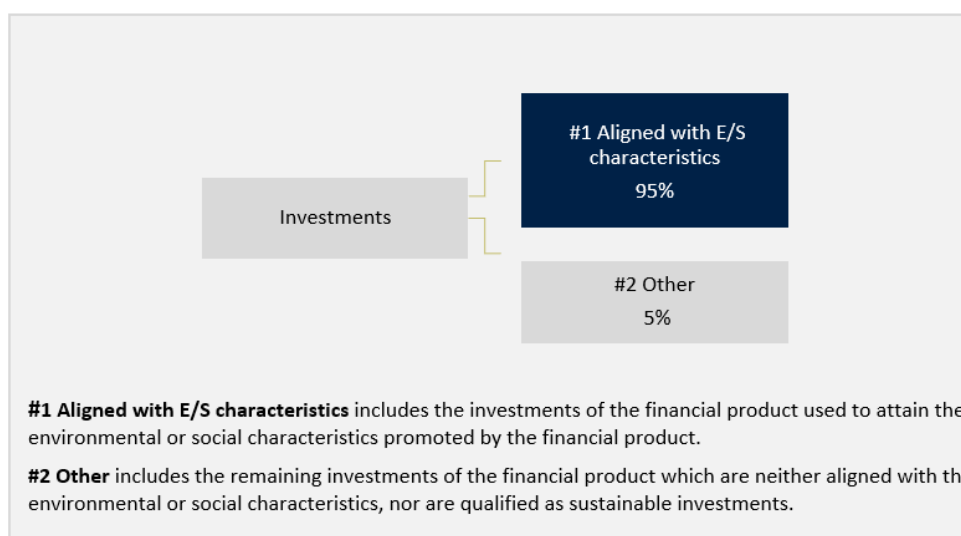 #1 Aligned with E/S
characteristics
95%
Investments
#2 Other
5%
#1 Aligned with E/S characteristics includes the investments of the financial product used to attain the
environmental or social characteristics promoted by the financial product.
#2 Other includes the remaining investments of the financial product which are neither aligned with th
environmental or social characteristics, nor are qualified as sustainable investments.